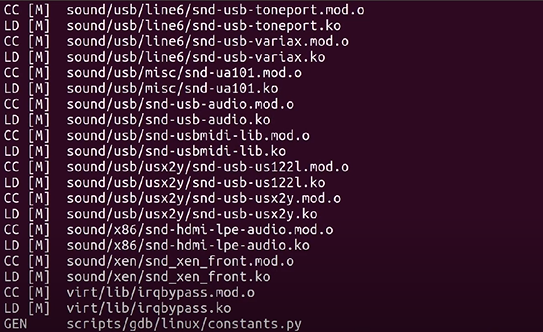 CC [M] sound/usb/line6/snd-usb-toneport.mod.o
LD [M] sound/usb/line6/snd-usb-toneport.ko
CC [M] sound/usb/line6/snd-usb-variax.mod.o
LD [M] sound/usb/line6/snd-usb-variax.ko
CC [M] sound/usb/misc/snd-ua101.mod.o
LD [M] sound/usb/misc/snd-ua101.ko
CC [M] sound/usb/snd-usb-audio.mod.o
LD [M] sound/usb/snd-usb-audio.ko
CC [M] sound/usb/snd-usbmidi-lib.mod.o
LD [M] sound/usb/snd-usbmidi-lib.ko
CC [M] sound/usb/usx2y/snd-usb-us122l.mod.o
LD [M] sound/usb/usx2y/snd-usb-us122l.ko
CC [M] sound/usb/usx2y/snd-usb-usx2y.mod.o
LD [M] sound/usb/usx2y/snd-usb-usx2y.ko
CC [M] sound/x86/snd-hdmi-lpe-audio.mod.o
LD [M] sound/x86/snd-hdmi-lpe-audio.ko
CC [M] sound/xen/snd_xen_front.mod.o
LD [M] sound/xen/snd_xen_front.ko
CC [M] virt/lib/irqbypass.mod.o
LD [M] virt/lib/irqbypass.ko
GEN scripts/gdb/linux/constants.py